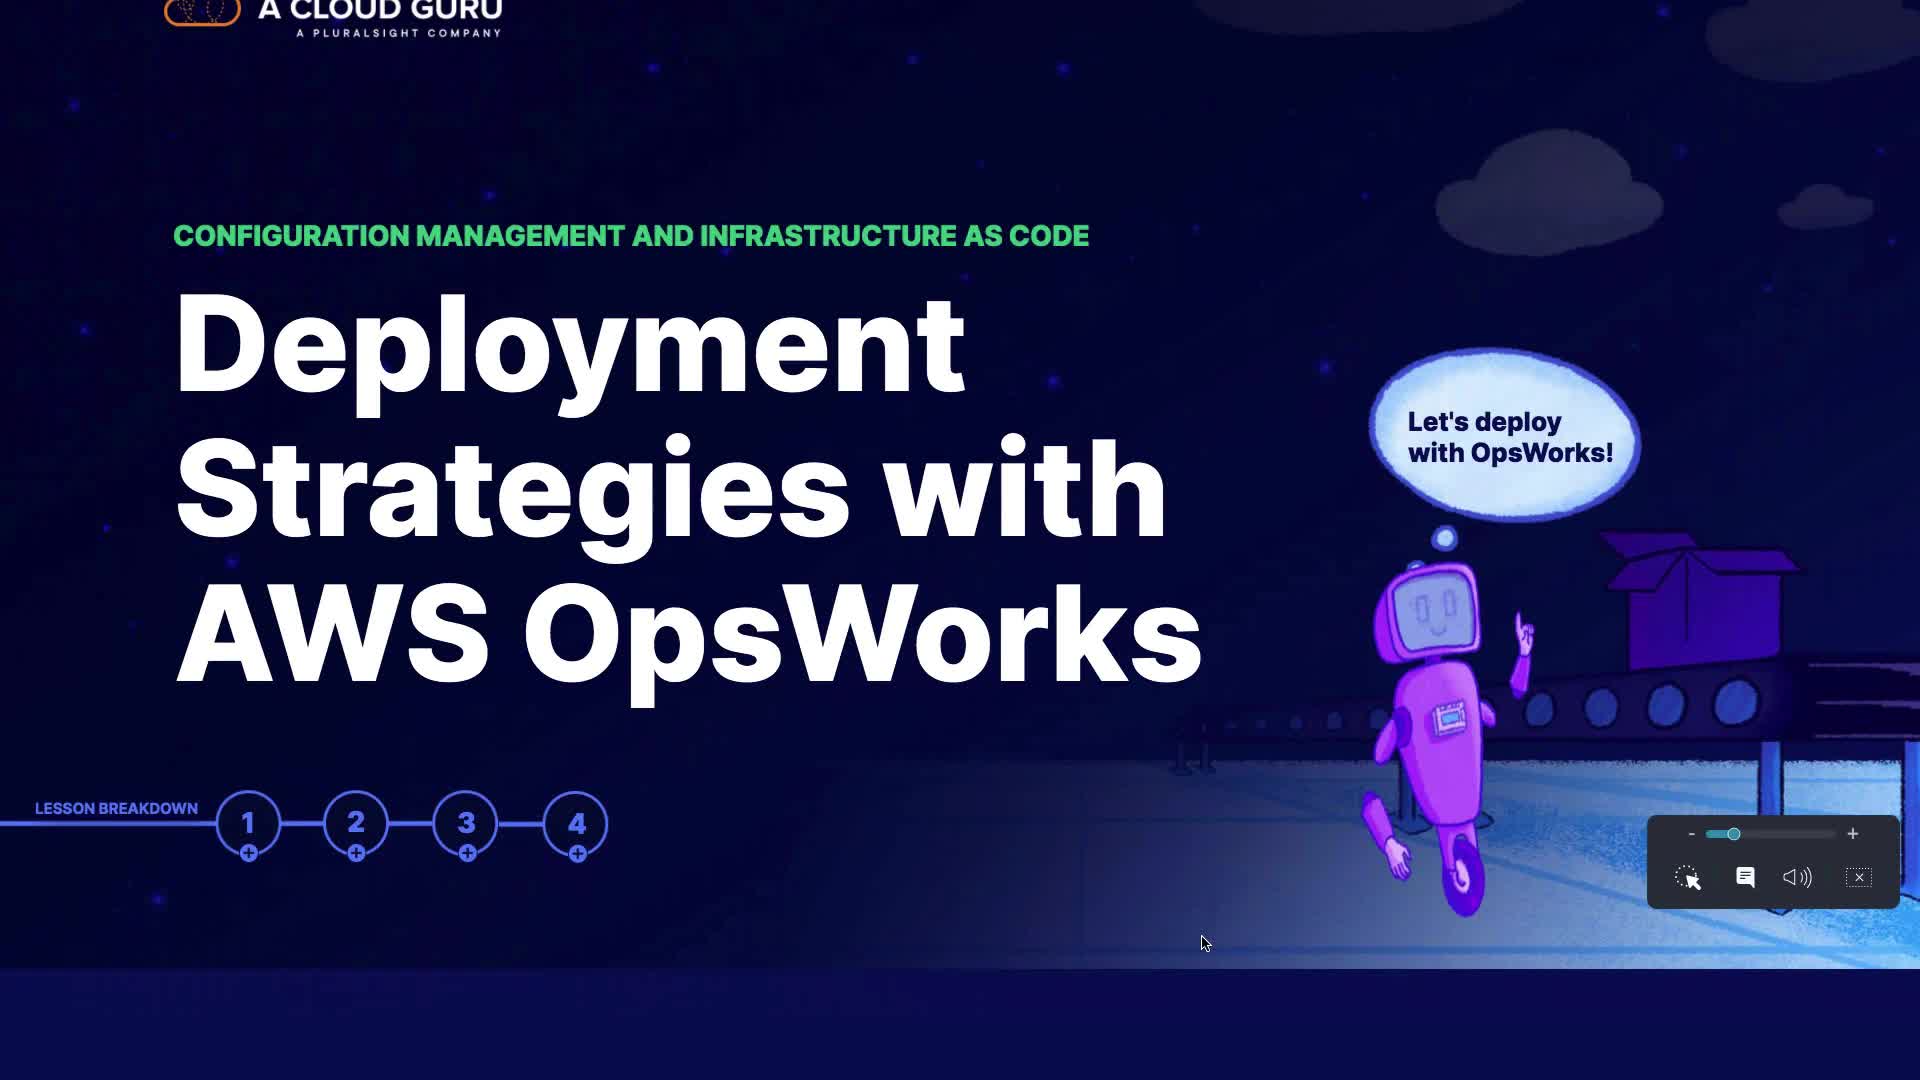 A CLOUD GURU
A PLURALSIGHT COMPANY
CONFIGURATION MANAGEMENT AND INFRASTRUCTURE AS CODE
Deployment
Strategies with
AWS OpsWorks
Let's deploy
with OpsWorks!
LESSON BREAKDOWN
1
2
3
4